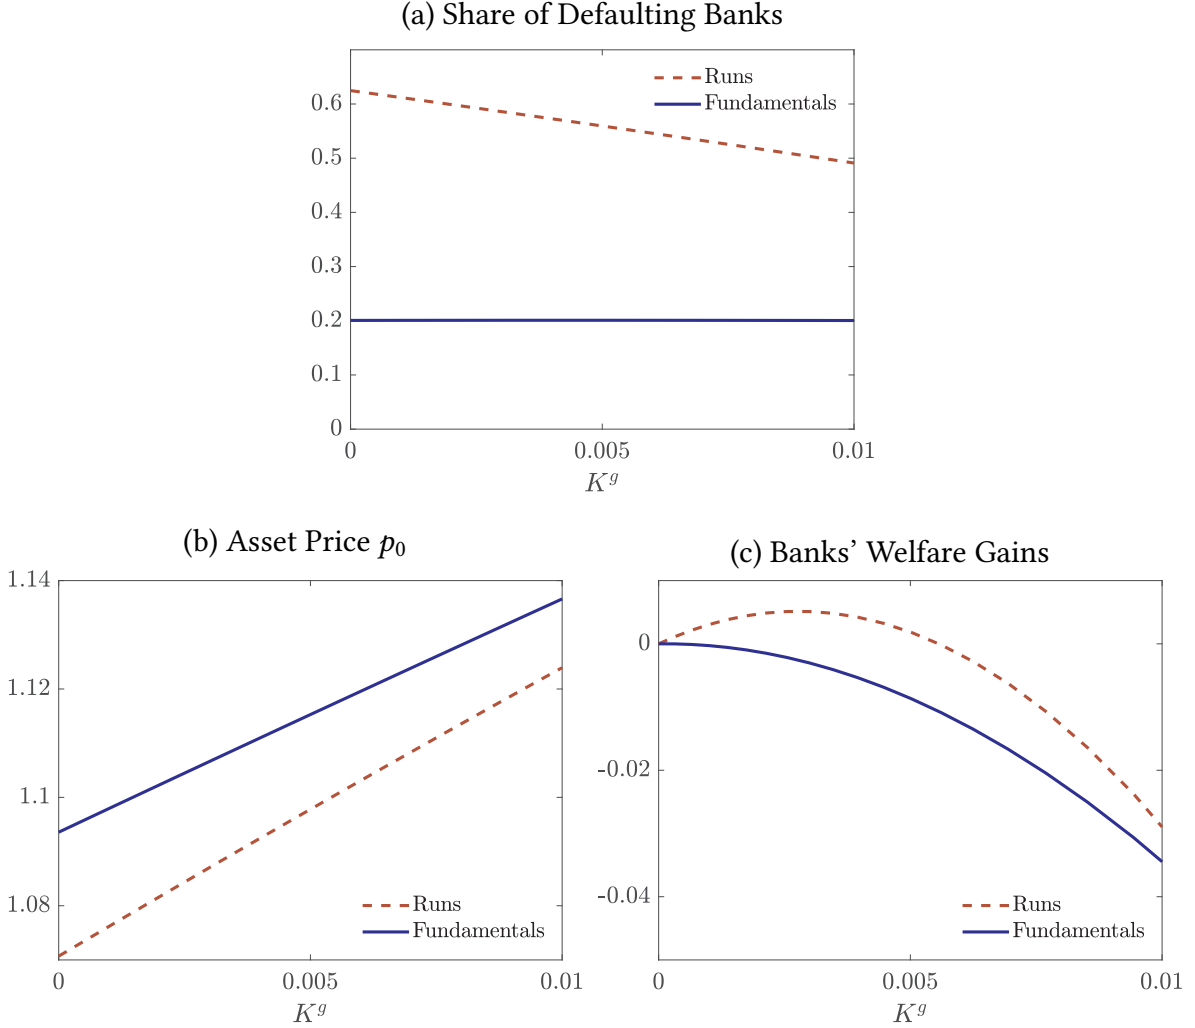 (a) Share of Defaulting Banks
Runs
Fundamentals
0.6
0.5
0.4
0.3
0.2
0.1
0
0 0.005 0.01
K^g
(b) Asset Price p₀
1.14
1.12
1.1
1.08
Runs
Fundamentals
0 0.005 0.01
K^g
(c) Banks’ Welfare Gains
0
-0.02
-0.04
Runs
Fundamentals
0 0.005 0.01
K^g